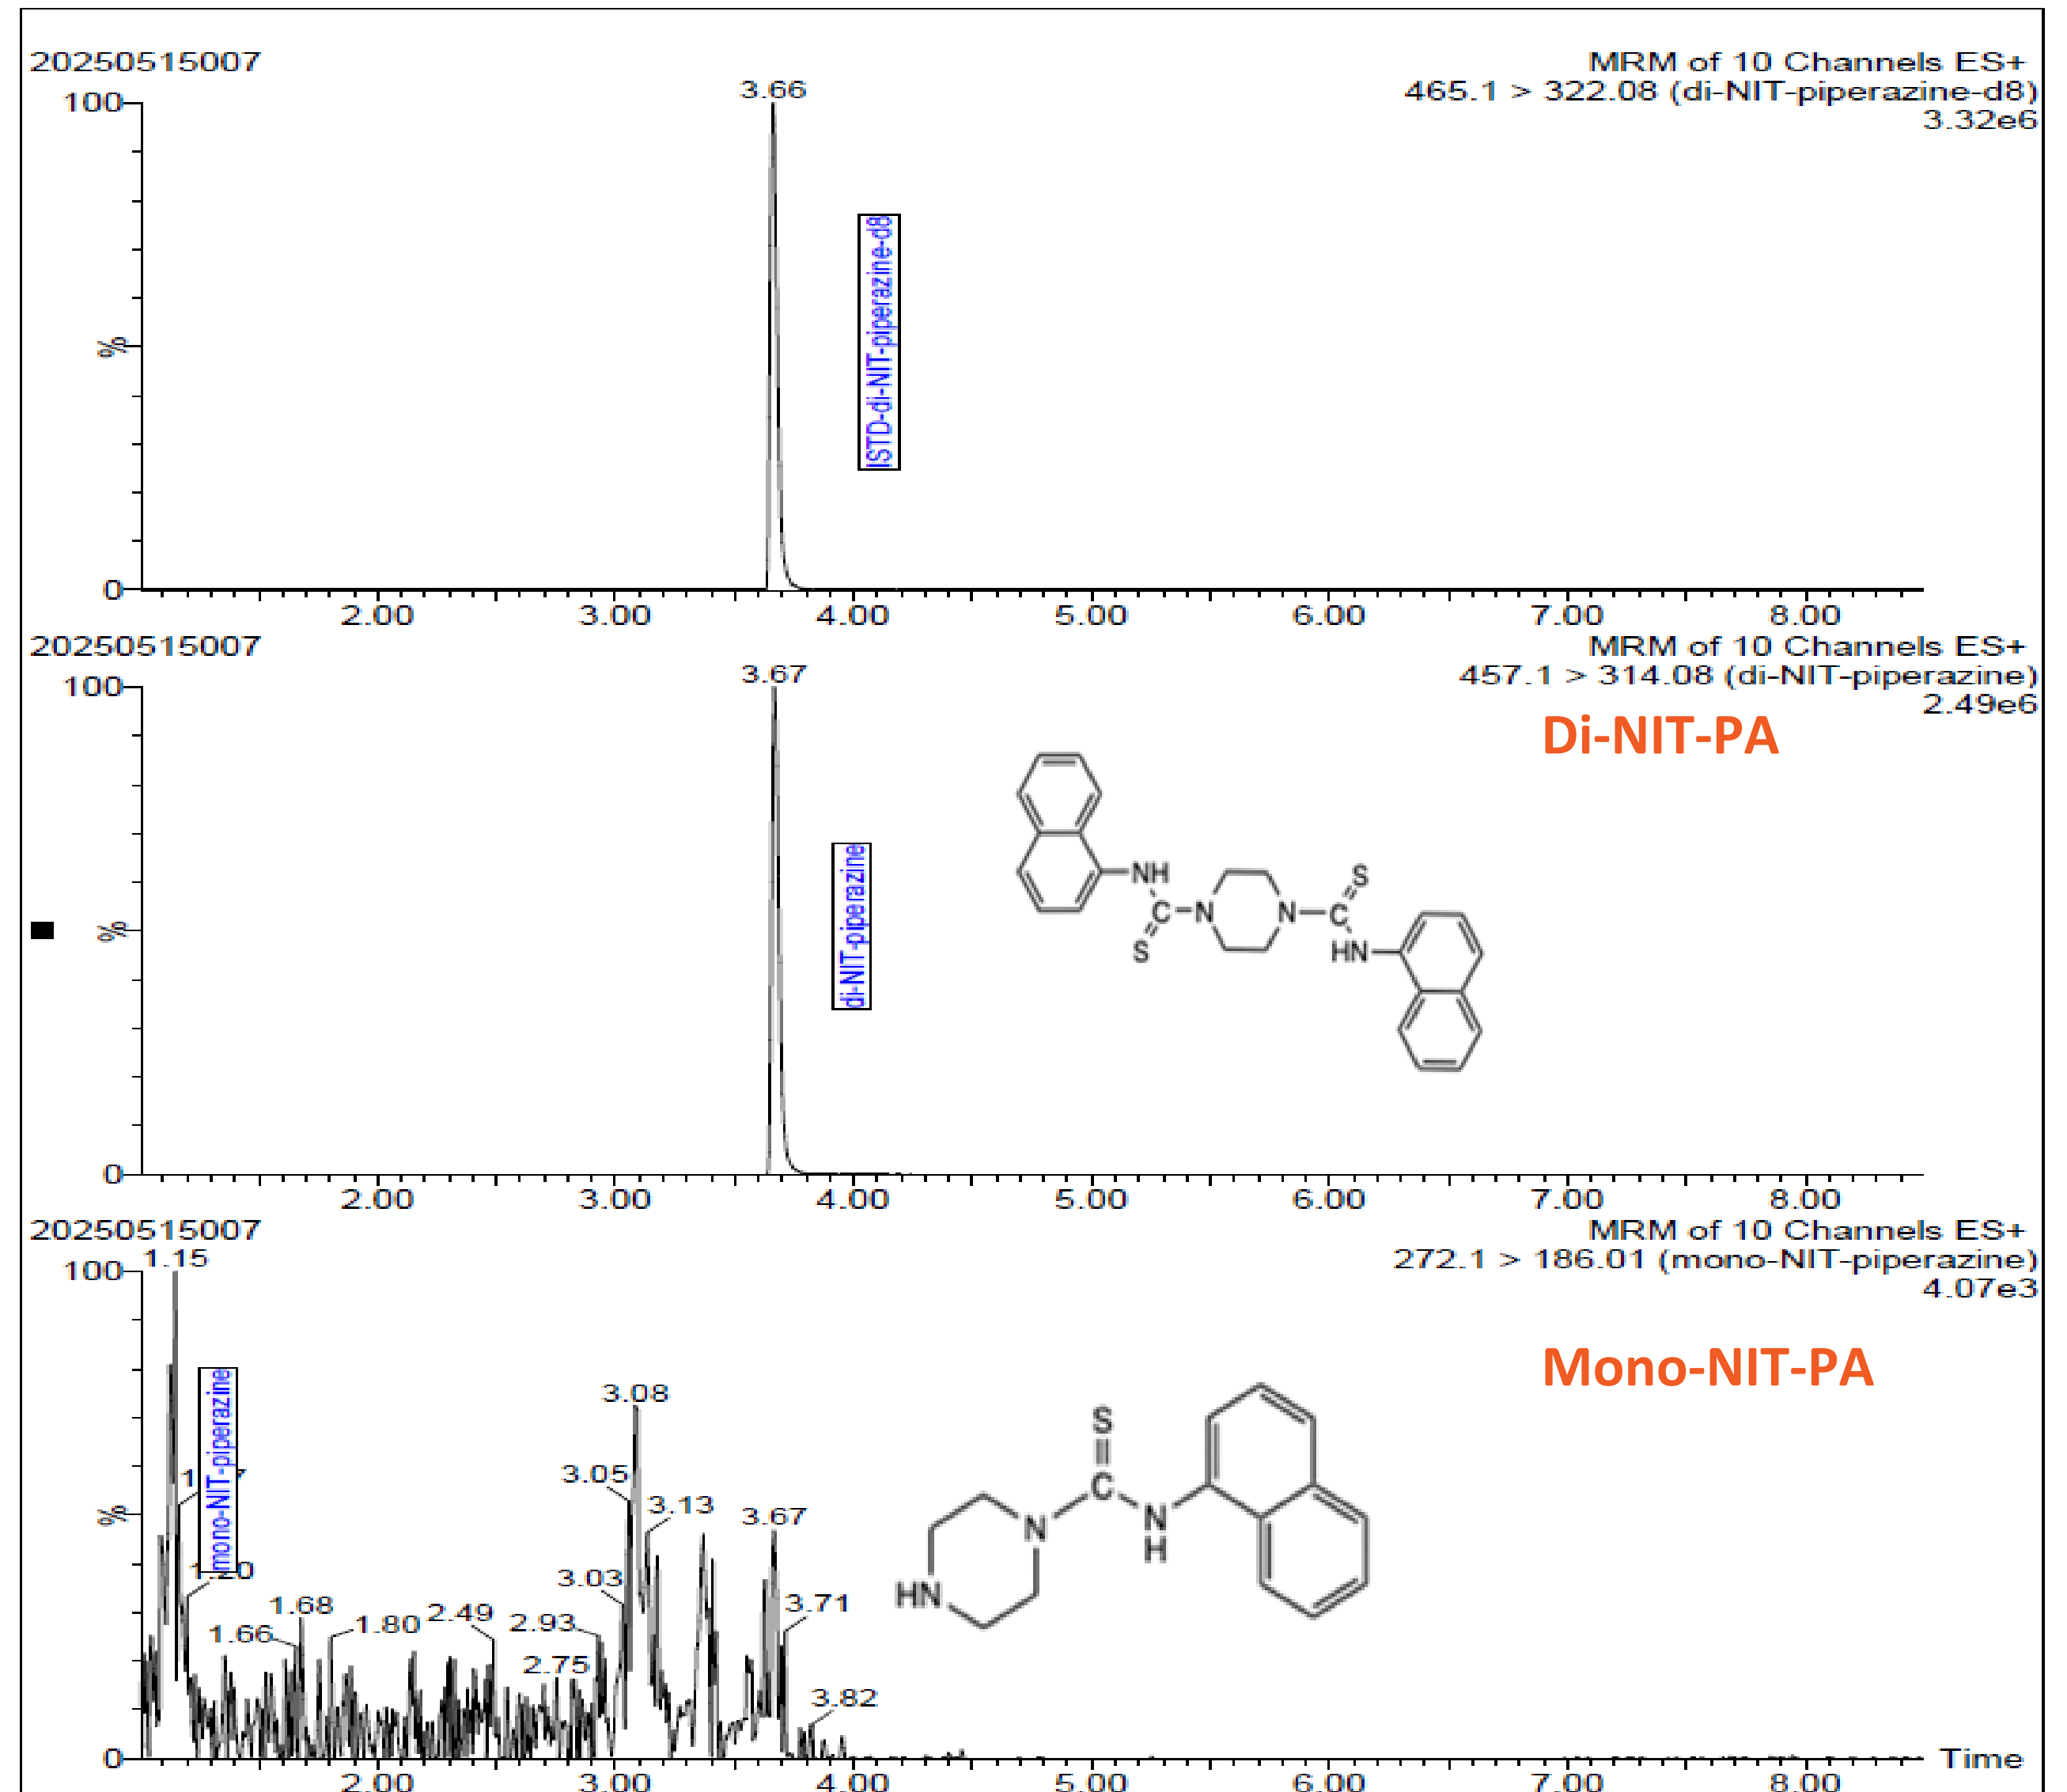 20250515007
MRM of 10 Channels ES+
465.1 > 322.08 (di-NIT-piperazine-d8)
3.32e6
100
3.66
ISTD-di-NIT-piperazine-d8
%
0
2.00 3.00 4.00 5.00 6.00 7.00 8.00
20250515007
MRM of 10 Channels ES+
457.1 > 314.08 (di-NIT-piperazine)
2.49e6
100
3.67
Di-NIT-PA
di-NIT-piperazine
%
NH
S
C N N C
S
HN
0
2.00 3.00 4.00 5.00 6.00 7.00 8.00
20250515007
MRM of 10 Channels ES+
272.1 > 186.01 (mono-NIT-piperazine)
4.07e3
1.15
100
Mono-NIT-PA
mono-NIT-piperazine
3.08
3.05
3.13
3.67
%
S
C
N
N
H
HN
1.20
3.03
3.71
1.68
1.80
2.49
2.93
1.66
2.75
3.82
0
Time
2.00 3.00 4.00 5.00 6.00 7.00 8.00